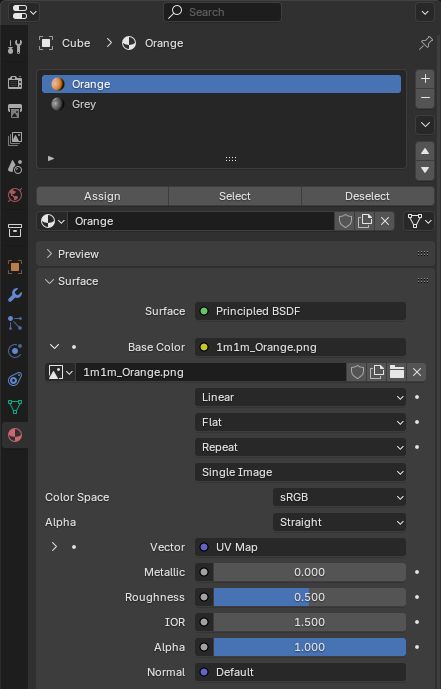 Search
Cube > Orange
Orange
Grey
Assign Select Deselect
Orange
Preview
Surface
Surface Principled BSDF
Base Color 1m1m_Orange.png
1m1m_Orange.png
Linear
Flat
Repeat
Single Image
Color Space sRGB
Alpha Straight
Vector UV Map
Metallic 0.000
Roughness 0.500
IOR 1.500
Alpha 1.000
Normal Default